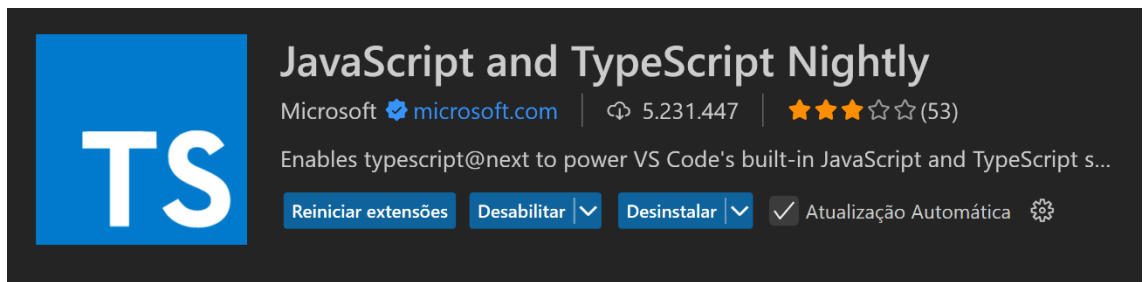 TS
JavaScript and TypeScript Nightly
Microsoft microsoft.com 5.231.447 (53)
Enables typescript@next to power VS Code's built-in JavaScript and TypeScript s...
Reiniciar extensões Desabilitar Desinstalar Atualização Automática